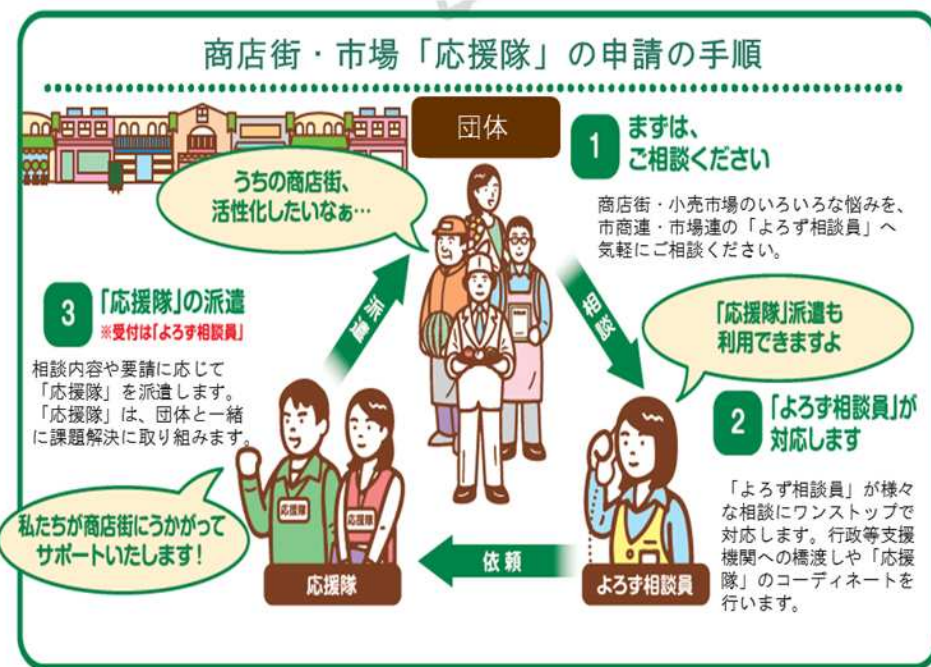 商店街・市場「応援隊」の申請の手順
団体
うちの商店街、
活性化したいなぁ…
1
まずは、
ご相談ください
商店街・小売市場のいろいろな悩みを、
市商連・市場連の「よろず相談員」へ
気軽にご相談ください。
相談
「応援隊」派遣も
利用できますよ
2
「よろず相談員」が
対応します
「よろず相談員」が様々
な相談にワンストップで
対応します。行政等支援
機関への橋渡しや「応援
隊」のコーディネートを
行います。
よろず相談員
依頼
3
「応援隊」の派遣
※受付は「よろず相談員」
相談内容や要請に応じて
「応援隊」を派遣します。
「応援隊」は、団体と一緒
に課題解決に取り組みます。
派遣
私たちが商店街にうかがって
サポートいたします!
応援隊
応援隊
応援隊